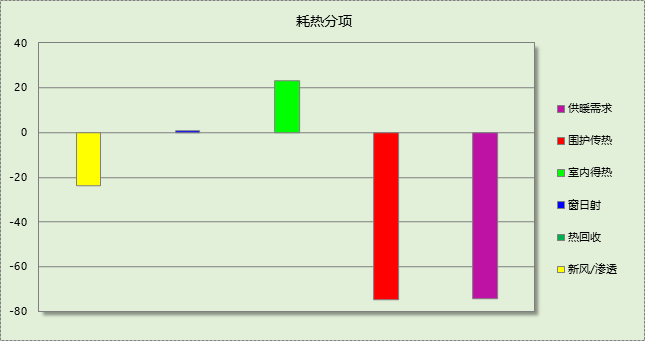 耗热分项
40
20
0
-20
-40
-60
-80
供暖需求
围护传热
室内得热
窗日射
热回收
新风/渗透